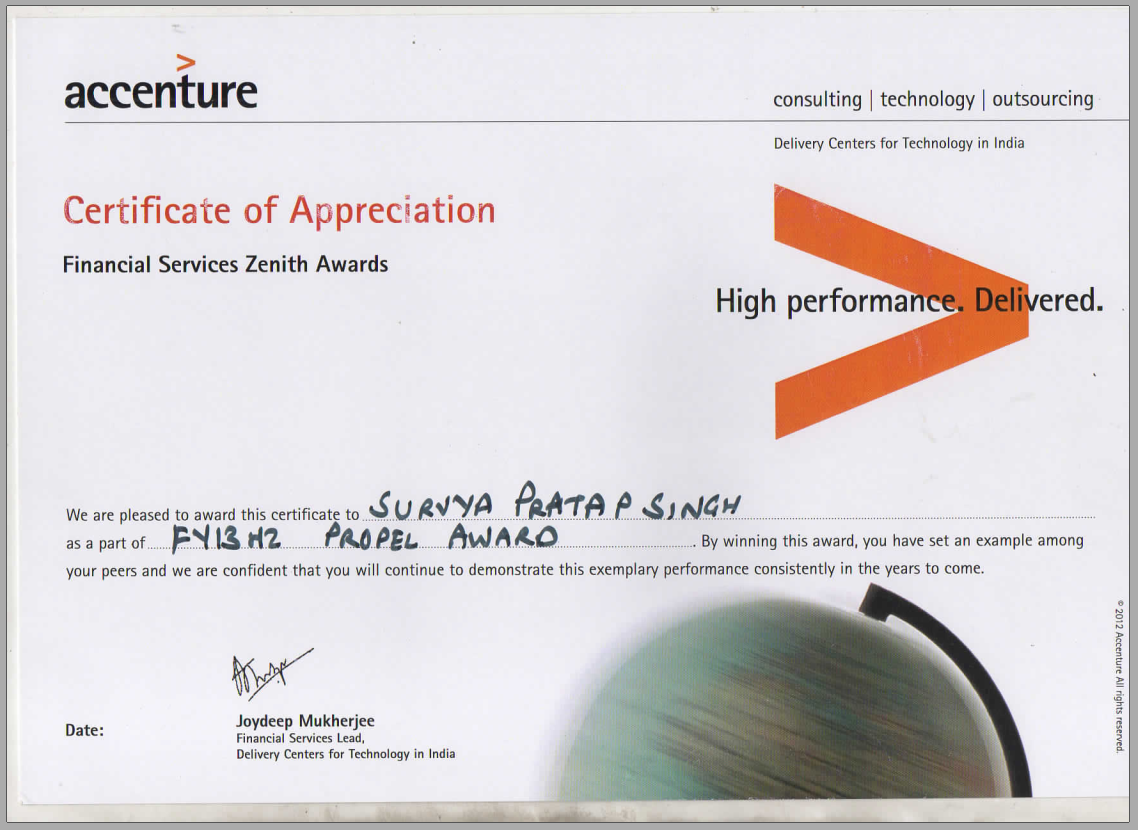 accenture
consulting | technology | outsourcing
Delivery Centers for Technology in India
Certificate of Appreciation
Financial Services Zenith Awards
High performance. Delivered.
We are pleased to award this certificate to SURVYA PRATAP SINGH
as a part of FY13 H2 PROPEL AWARD. By winning this award, you have set an example among
your peers and we are confident that you will continue to demonstrate this exemplary performance consistently in the years to come.
Joydeep Mukherjee
Financial Services Lead,
Delivery Centers for Technology in India
Date:
© 2012 Accenture All rights reserved.